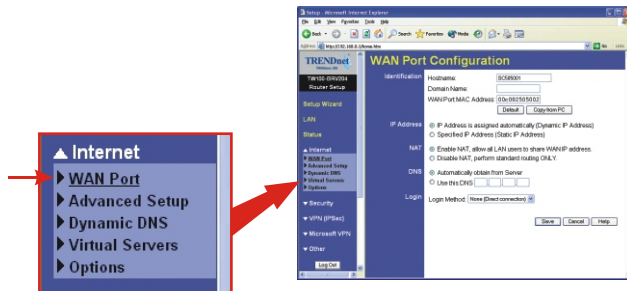 Internet
WAN Port
Advanced Setup
Dynamic DNS
Virtual Servers
Options
Setup - Microsoft Internet Explorer
File Edit View Favorites Tools Help
Back Search Favorites Media
Address
Go
TRENDnet
TW100-BRV204
Router Setup
Setup Wizard
LAN
Status
Internet
WAN Port
Advanced Setup
Dynamic DNS
Virtual Servers
Options
Security
VPN (IPSec)
Microsoft VPN
Other
Log Out
WAN Port Configuration
Identification
Hostname:
Domain Name:
WAN Port MAC Address: 00c002505002
Default Copy from PC
IP Address
IP Address is assigned automatically (Dynamic IP Address)
Specified IP Address (Static IP Address)
NAT
Enable NAT, allow all LAN users to share WAN IP address.
Disable NAT, perform standard routing ONLY.
DNS
Automatically obtain from Server
Use this DNS
Login
Login Method: None (Direct connection)
Save Cancel Help